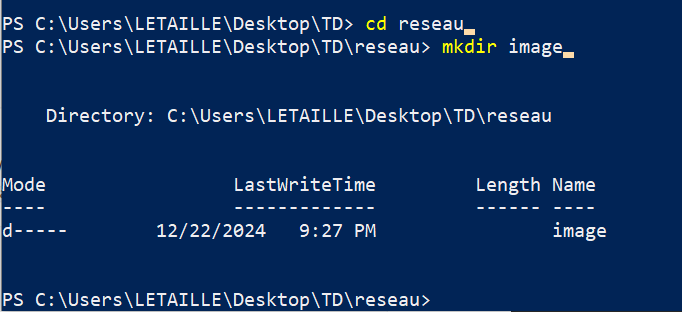 PS C:\Users\LETAILLE\Desktop\TD> cd reseau
PS C:\Users\LETAILLE\Desktop\TD\reseau> mkdir image
Directory: C:\Users\LETAILLE\Desktop\TD\reseau
Mode LastWriteTime Length Name
---- ------------- ------ ----
d----- 12/22/2024 9:27 PM image
PS C:\Users\LETAILLE\Desktop\TD\reseau>